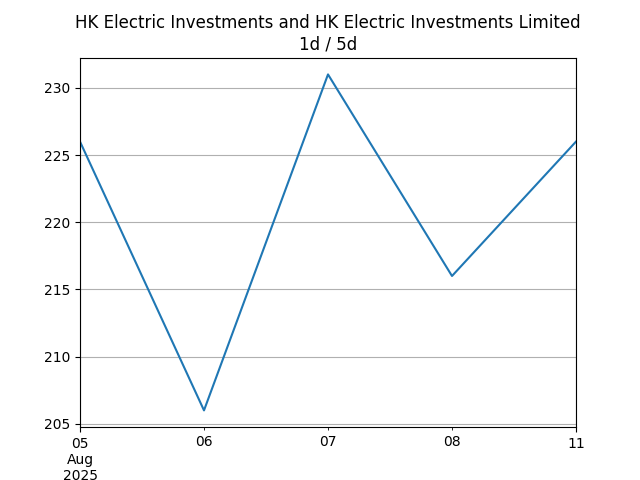 HK Electric Investments and HK Electric Investments Limited
1d / 5d
230
225
220
215
210
205
05 06 07 08 11
Aug
2025